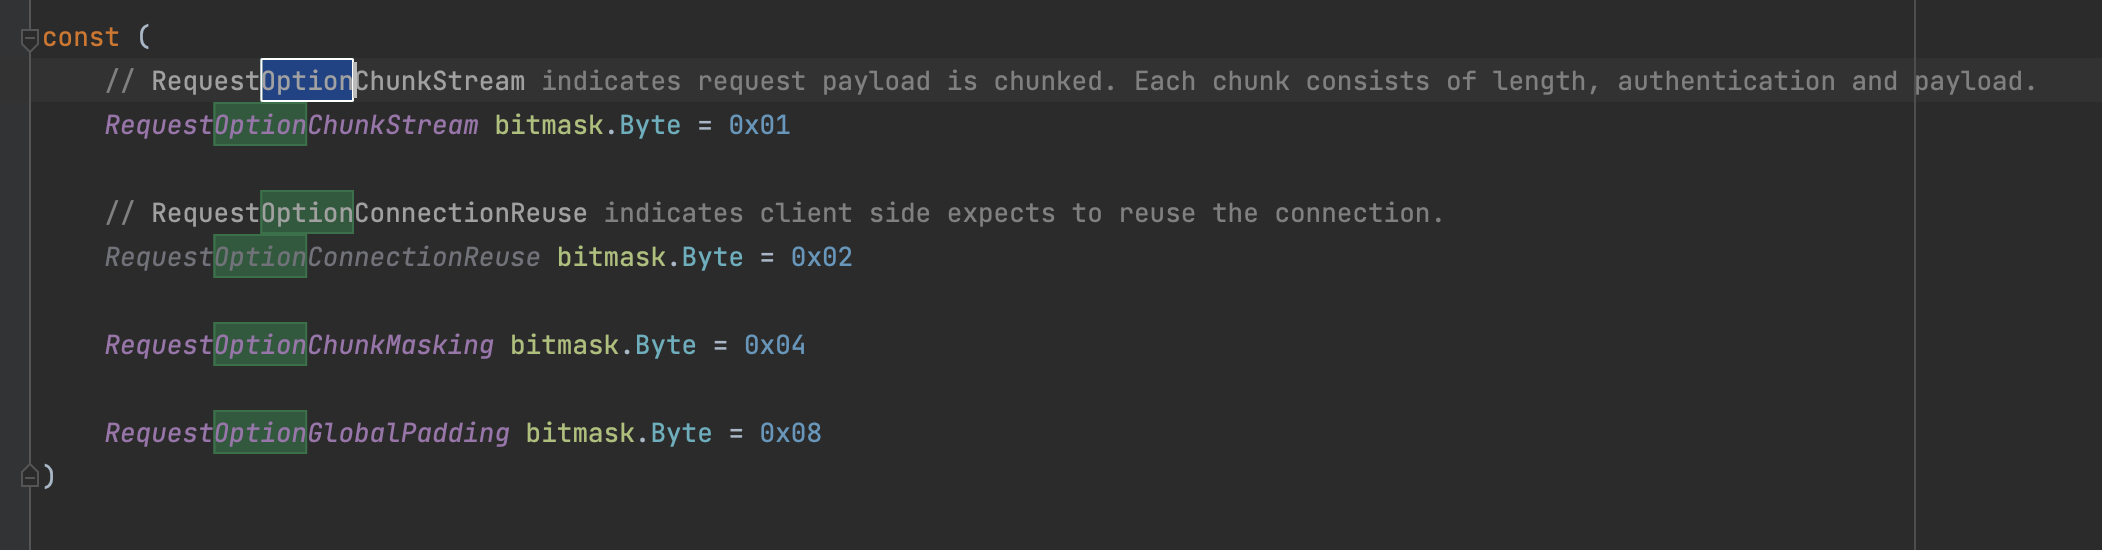 const (
// RequestOptionChunkStream indicates request payload is chunked. Each chunk consists of length, authentication and payload.
RequestOptionChunkStream bitmask.Byte = 0x01
// RequestOptionConnectionReuse indicates client side expects to reuse the connection.
RequestOptionConnectionReuse bitmask.Byte = 0x02
RequestOptionChunkMasking bitmask.Byte = 0x04
RequestOptionGlobalPadding bitmask.Byte = 0x08
)